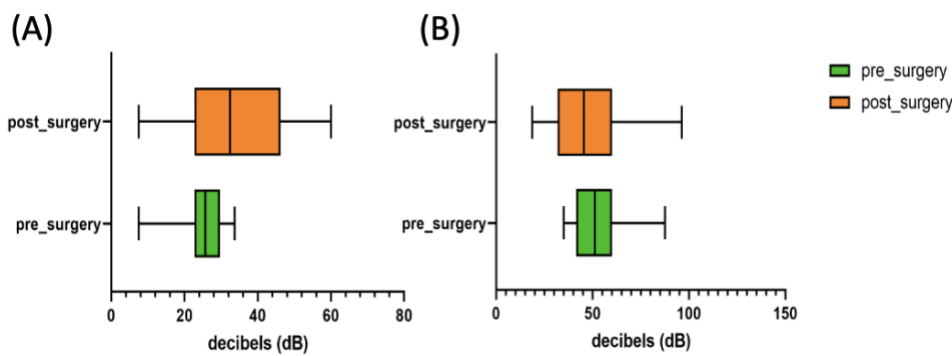 (A)
post_surgery
pre_surgery
0 20 40 60 80
decibels (dB)
(B)
post_surgery
pre_surgery
0 50 100 150
decibels (dB)
pre_surgery
post_surgery